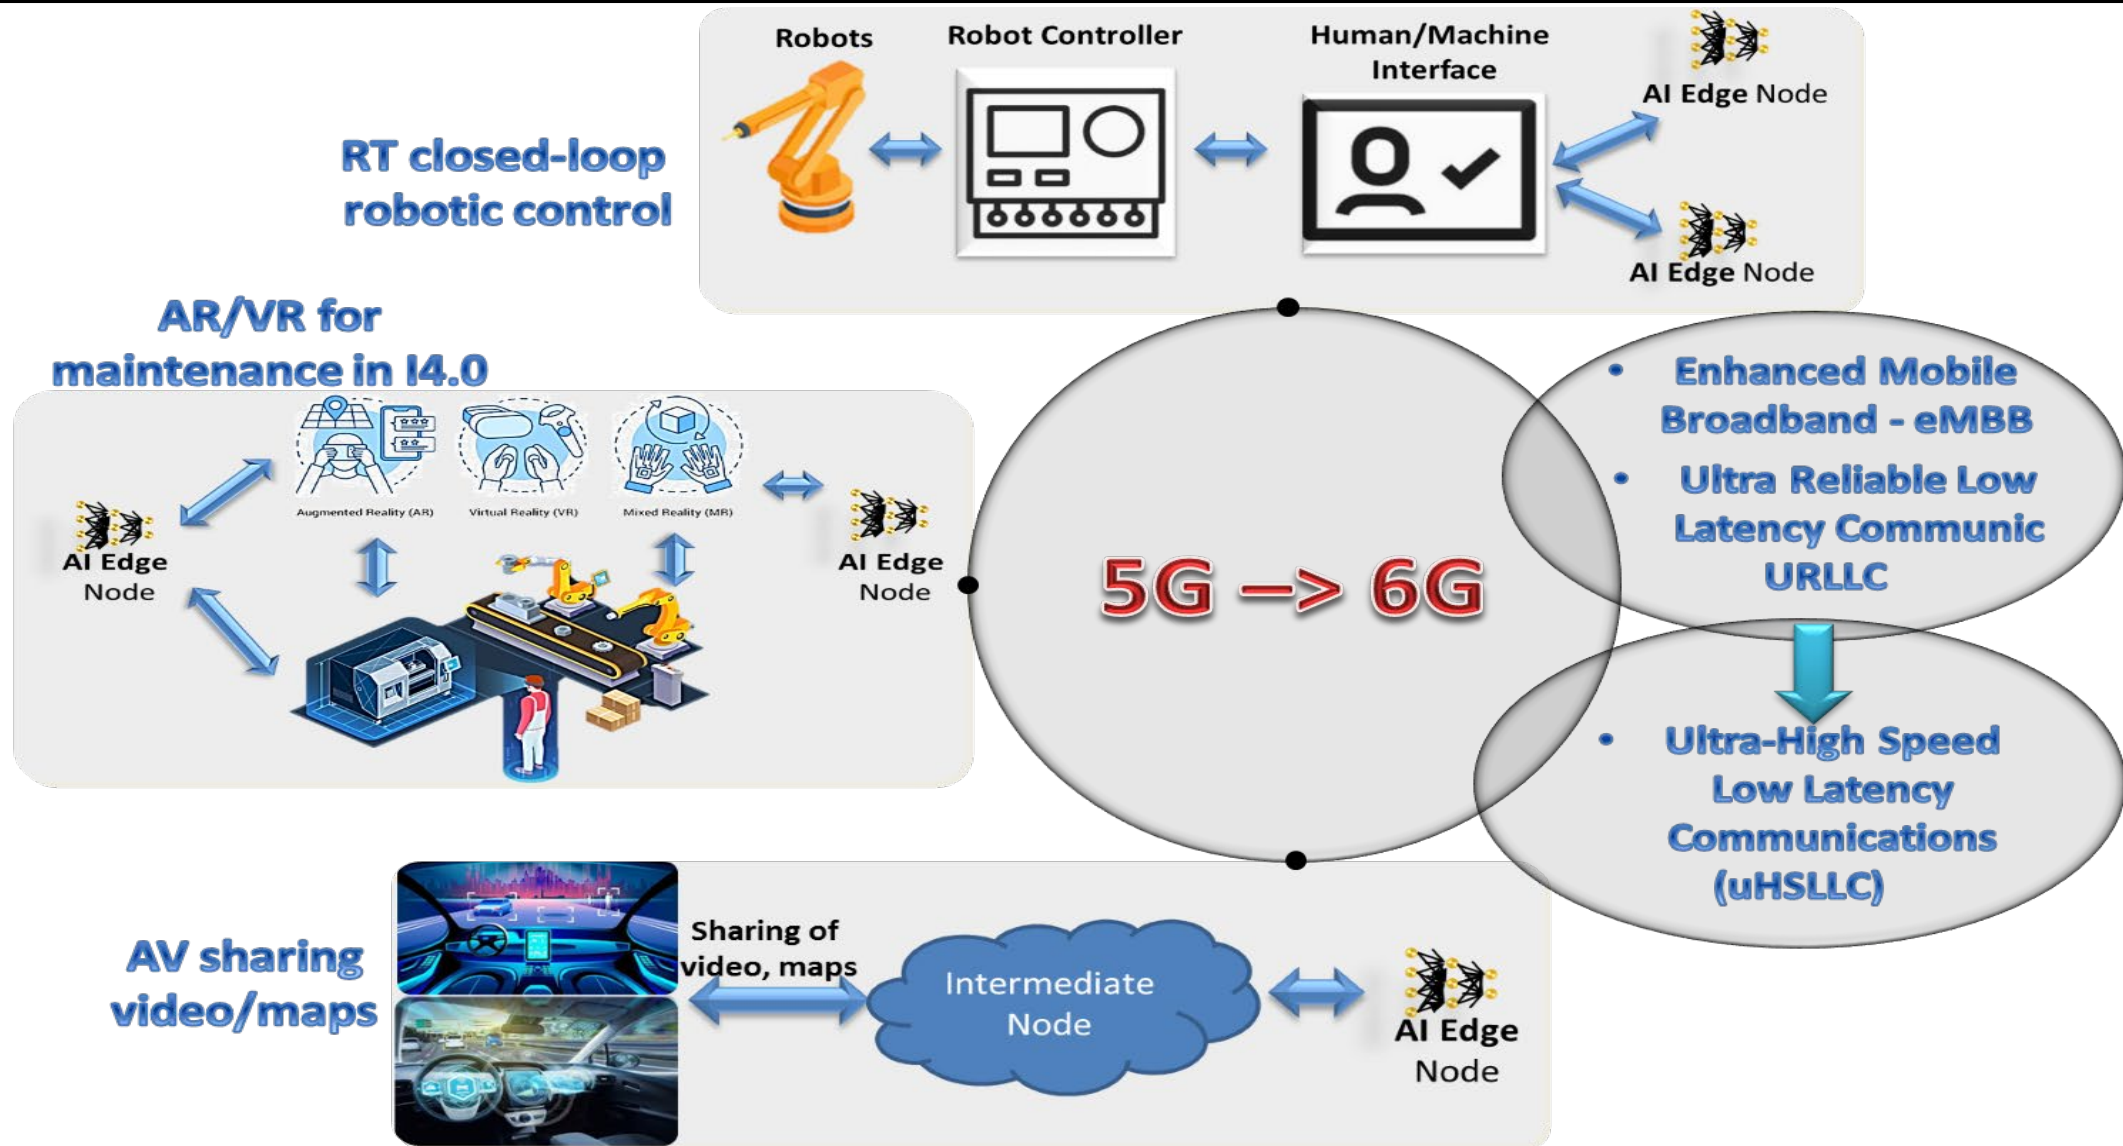 Robots
Robot Controller
Human/Machine
Interface
AI Edge Node
AI Edge Node
RT closed-loop
robotic control
AR/VR for
maintenance in I4.0
Augmented Reality (AR)
Virtual Reality (VR)
Mixed Reality (MR)
AI Edge
Node
AI Edge
Node
5G –> 6G
• Enhanced Mobile
Broadband - eMBB
• Ultra Reliable Low
Latency Communic
URLLC
• Ultra-High Speed
Low Latency
Communications
(uHSLLC)
AV sharing
video/maps
Sharing of
video, maps
Intermediate
Node
AI Edge
Node